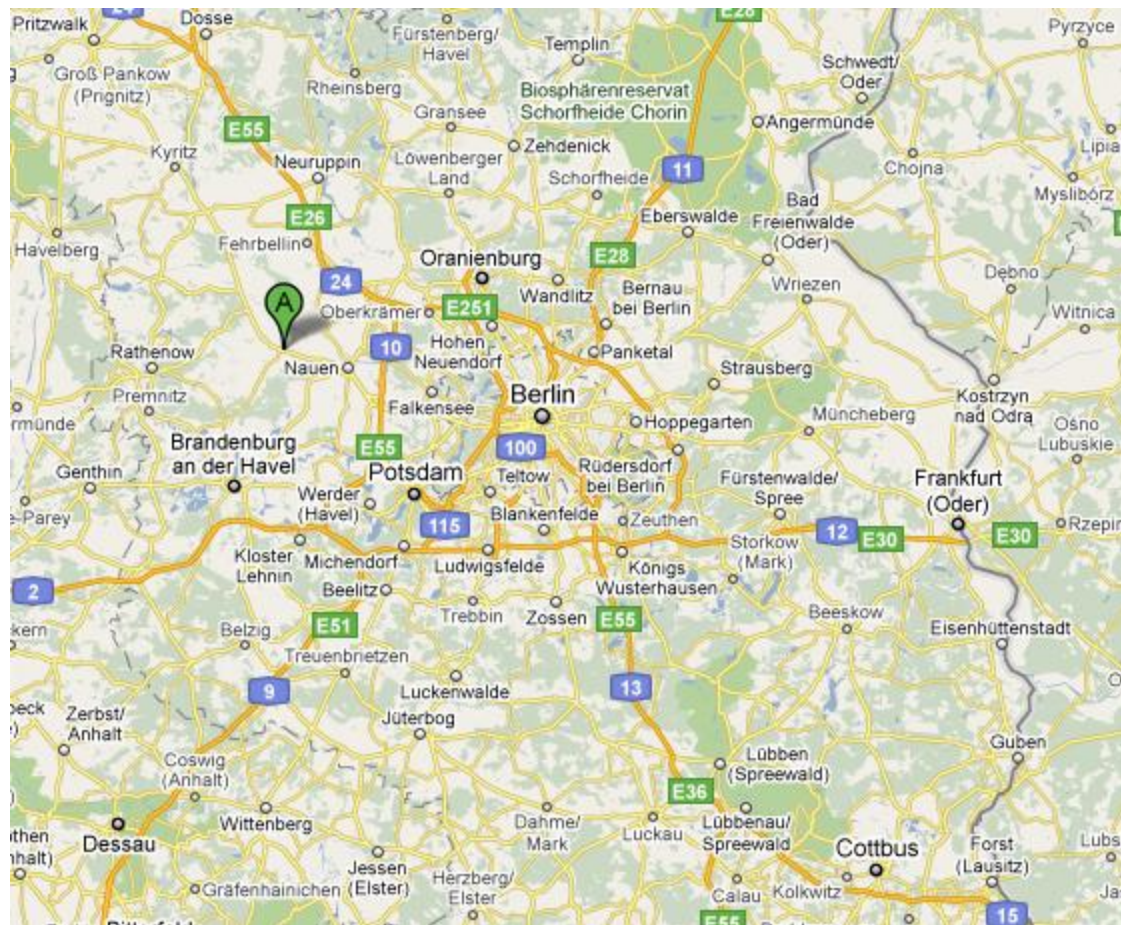 Pritzwalk
Dosse
Fürstenberg/
Havel
E28
Pyrzyce
Templin
Schwedt/
Oder
Groß Pankow
(Prignitz)
Rheinsberg
Biosphärenreservat
Schorfheide Chorin
Gransee
E55
Angermünde
Kyritz
Neuruppin
Löwenberger
Land
Zehdenick
Chojna
Schorfheide
11
Myslibórz
E26
Eberswalde
Bad
Freienwalde
(Oder)
Havelberg
Fehrbellin
Oranienburg
E28
24
Wandlitz
Bernau
bei Berlin
Wriezen
Dębno
A
Oberkrämer
E251
Witnica
Rathenow
10
Hohen
Neuendorf
Panketal
Nauen
Strausberg
Premnitz
Falkensee
Berlin
Kostrzyn
nad Odrą
Hoppegarten
Müncheberg
Ośno
Lubuskie
Brandenburg
an der Havel
E55
100
Genthin
Potsdam
Teltow
Rüdersdorf
bei Berlin
Fürstenwalde/
Spree
Frankfurt
(Oder)
Werder
(Havel)
115
Blankenfelde
Zeuthen
12
E30
E30
Kloster
Lehnin
Michendorf
Ludwigsfelde
Storkow
(Mark)
2
Beelitz
Königs
Wusterhausen
Trebbin
Zossen
E55
Beeskow
Belzig
E51
Eisenhüttenstadt
Treuenbrietzen
9
Luckenwalde
13
Zerbst/
Anhalt
Jüterbog
Coswig
(Anhalt)
Lübben
(Spreewald)
Guben
E36
Wittenberg
Dahme/
Mark
Luckau
Lübbenau/
Spreewald
Dessau
Cottbus
Forst
(Lausitz)
Jessen
(Elster)
Gräfenhainichen
Herzberg/
Elster
Calau
Kolkwitz
15
E55